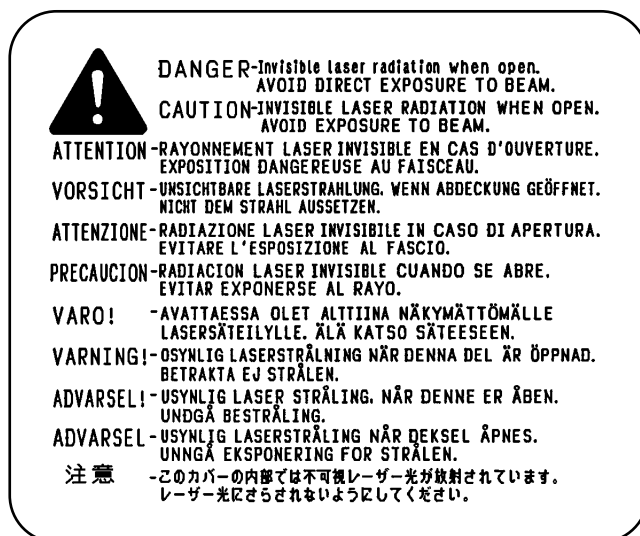 DANGER-Invisible laser radiation when open.
AVOID DIRECT EXPOSURE TO BEAM.
CAUTION-INVISIBLE LASER RADIATION WHEN OPEN.
AVOID EXPOSURE TO BEAM.
ATTENTION-RAYONNEMENT LASER INVISIBLE EN CAS D'OUVERTURE.
EXPOSITION DANGEREUSE AU FAISCEAU.
VORSICHT-UNSICHTBARE LASERSTRAHLUNG. WENN ABDECKUNG GEÖFFNET.
NICHT DEM STRAHL AUSSETZEN.
ATTENZIONE-RADIAZIONE LASER INVISIBILE IN CASO DI APERTURA.
EVITARE L'ESPOSIZIONE AL FASCIO.
PRECAUCION-RADIACION LASER INVISIBLE CUANDO SE ABRE.
EVITAR EXPONERSE AL RAYO.
VARO! -AVATTAESSA OLET ALTTIINA NÄKYMÄTTÖMÄLLE
LASERSÄTEILYLLE. ÄLÄ KATSO SÄTEESEEN.
VARNING!-OSYNLIG LASERSTRÅLNING NÄR DENNA DEL ÄR ÖPPNAD.
BETRAKTA EJ STRÅLEN.
ADVARSEL!-USYNLIG LASER STRÅLING. NÅR DENNE ER ÅBEN.
UNDGÅ BESTRÅLING.
ADVARSEL-USYNLIG LASERSTRÅLING NÅR DEKSEL ÅPNES.
UNNGÅ EKSPONERING FOR STRÅLEN.
注意 -このカバーの内部では不可視レーザー光が放射されています。
レーザー光にさらされないようにしてください。